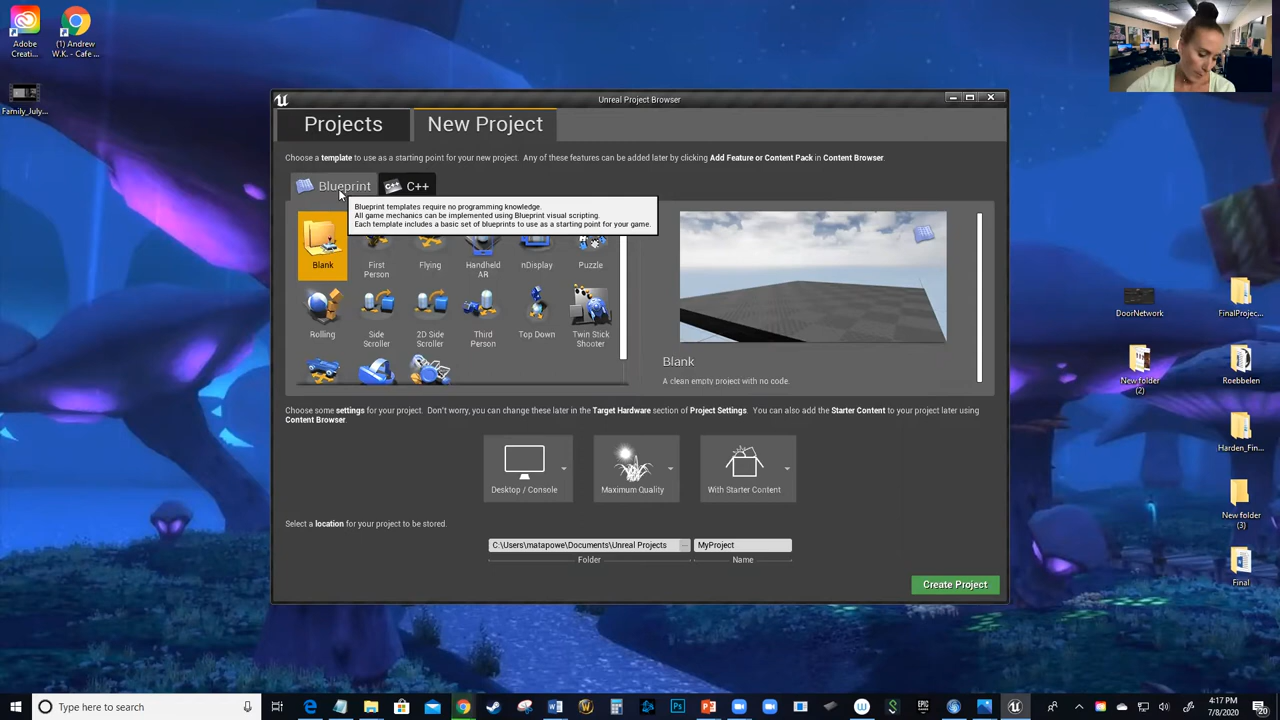 Adobe
Creati...
(1) Andrew
W.K. - Cafe ...
Family_July...
Unreal Project Browser
Projects
New Project
Choose a template to use as a starting point for your new project. Any of these features can be added later by clicking Add Feature or Content Pack in Content Browser.
Blueprint
C++
Blueprint templates require no programming knowledge.
All game mechanics can be implemented using Blueprint visual scripting.
Each template includes a basic set of blueprints to use as a starting point for your game.
Blank
First
Person
Flying
Handheld
AR
nDisplay
Puzzle
Rolling
Side
Scroller
2D Side
Scroller
Third
Person
Top Down
Twin Stick
Shooter
Blank
A clean empty project with no code.
Choose some settings for your project. Don't worry, you can change these later in the Target Hardware section of Project Settings. You can also add the Starter Content to your project later using
Content Browser.
Desktop / Console
Maximum Quality
With Starter Content
Select a location for your project to be stored.
C:\Users\matapowe\Documents\Unreal Projects
...
MyProject
Folder
Name
Create Project
DoorNetwork
FinalProjec...
New folder
(2)
Roebbelen
Harden_Fin...
New folder
(3)
Final
Type here to search
4:17 PM
7/8/2020
20